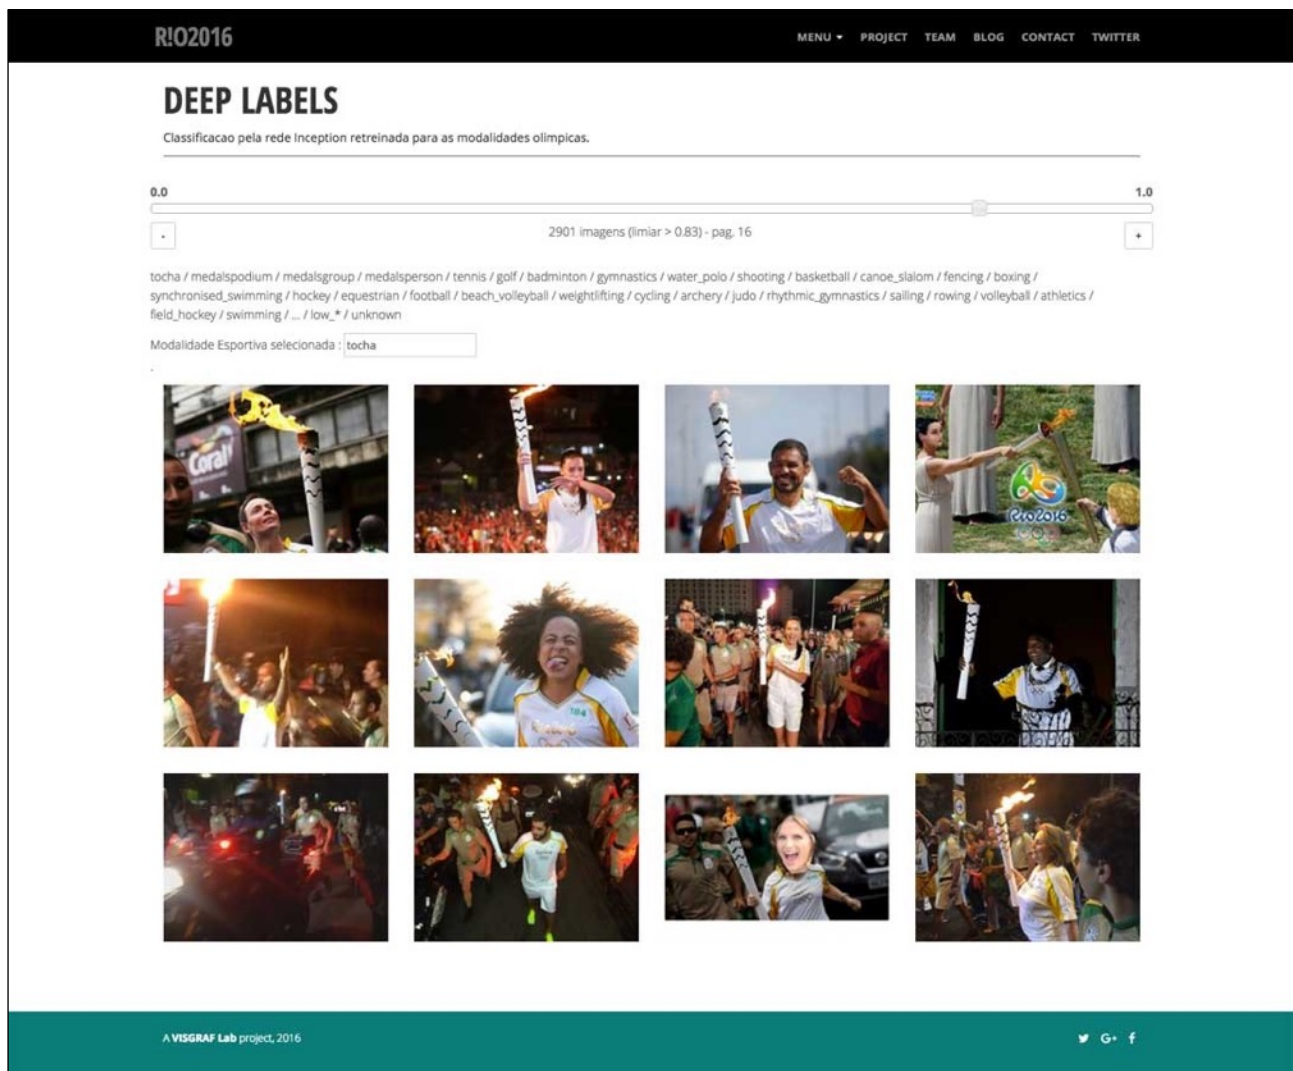 R!O2016
MENU PROJECT TEAM BLOG CONTACT TWITTER
DEEP LABELS
Classificacao pela rede Inception retreinada para as modalidades olimpicas.
0.0 1.0
- 2901 imagens (limiar > 0.83) - pag. 16 +
tocha / medalspodium / medalsgroup / medalsperson / tennis / golf / badminton / gymnastics / water_polo / shooting / basketball / canoe_slalom / fencing / boxing /
synchronised_swimming / hockey / equestrian / football / beach_volleyball / weightlifting / cycling / archery / judo / rhythmic_gymnastics / sailing / rowing / volleyball / athletics /
field_hockey / swimming / ... / low_* / unknown
Modalidade Esportiva selecionada : tocha
.
Coral
Rio2016
184
A VISGRAF Lab project, 2016
G+ f